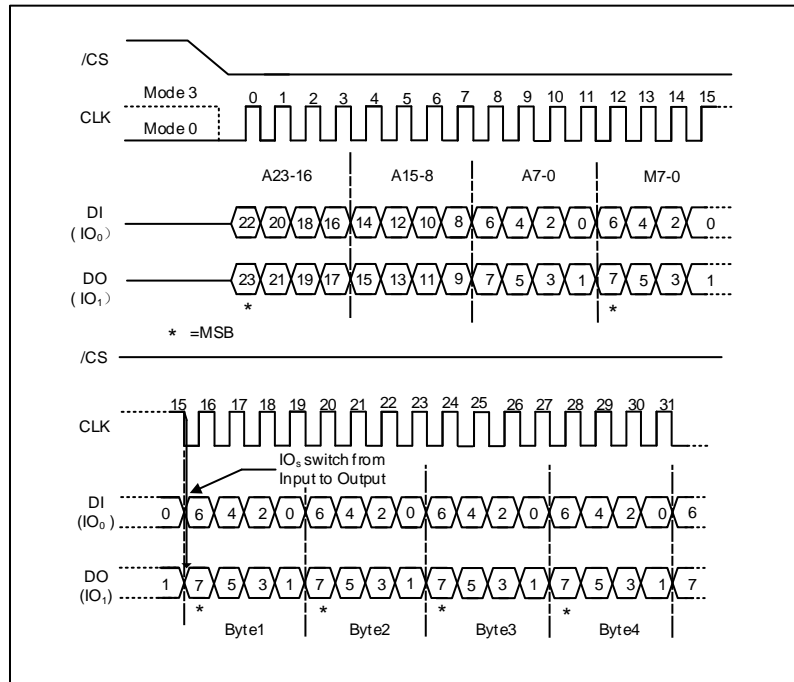 /CS
Mode 3
0 1 2 3 4 5 6 7 8 9 10 11 12 13 14 15
CLK
Mode 0
A23-16 A15-8 A7-0 M7-0
DI
( IO₀ )
22 20 18 16 14 12 10 8 6 4 2 0 6 4 2 0
DO
( IO₁ )
23 21 19 17 15 13 11 9 7 5 3 1 7 5 3 1
* *
* =MSB
/CS
15 16 17 18 19 20 21 22 23 24 25 26 27 28 29 30 31
CLK
IOₛ switch from
Input to Output
DI
(IO₀ )
0 6 4 2 0 6 4 2 0 6 4 2 0 6 4 2 0 6
DO
(IO₁)
1 7 5 3 1 7 5 3 1 7 5 3 1 7 5 3 1 7
* * * *
Byte1 Byte2 Byte3 Byte4